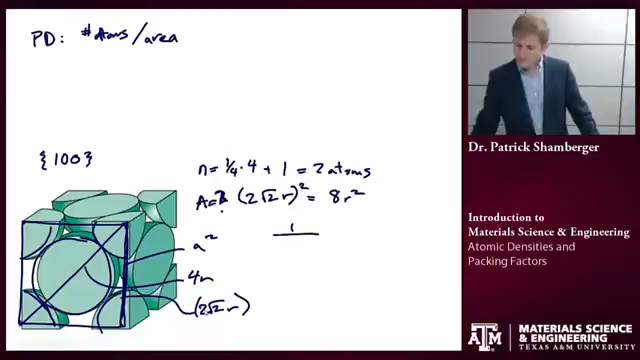 PD: # atoms/area
{100}
n = 1/4 · 4 + 1 = 2 atoms
A = (2√2 r)² = 8r²
1
a²
4r
(2√2 r)
Dr. Patrick Shamberger
Introduction to
Materials Science & Engineering
Atomic Densities and
Packing Factors
ATM
MATERIALS SCIENCE
& ENGINEERING
TEXAS A&M UNIVERSITY